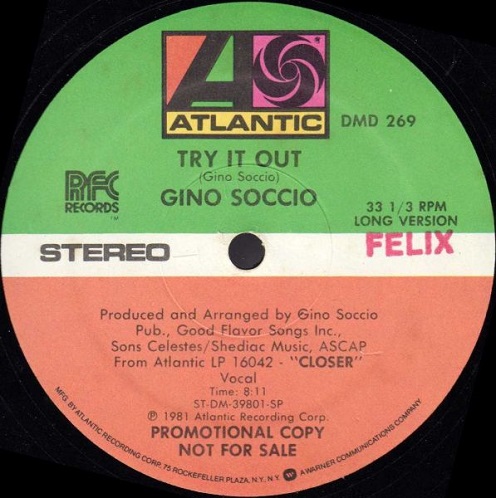 ATLANTIC
DMD 269
TRY IT OUT
(Gino Soccio)
GINO SOCCIO
RFC
RECORDS
TM
33 1/3 RPM
LONG VERSION
STEREO
FELIX
Produced and Arranged by Gino Soccio
Pub., Good Flavor Songs Inc.,
Sons Celestes/Shediac Music, ASCAP
From Atlantic LP 16042 - "CLOSER"
Vocal
Time: 8:11
ST-DM-39801-SP
℗ 1981 Atlantic Recording Corp.
PROMOTIONAL COPY
NOT FOR SALE
MFG. BY ATLANTIC RECORDING CORP. 75 ROCKEFELLER PLAZA, N.Y. N.Y. A WARNER COMMUNICATIONS COMPANY